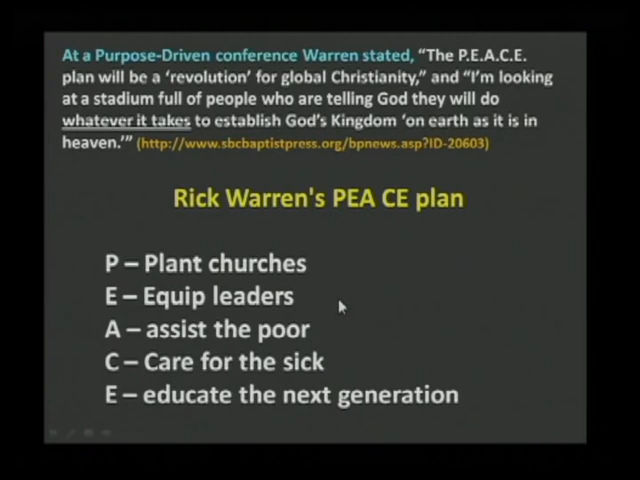 At a Purpose-Driven conference Warren stated, “The P.E.A.C.E.
plan will be a ‘revolution’ for global Christianity,” and “I’m looking
at a stadium full of people who are telling God they will do
whatever it takes to establish God’s Kingdom ‘on earth as it is in
heaven.’” (http://www.sbcbaptistpress.org/bpnews.asp?ID-20603)
Rick Warren's PEA CE plan
P – Plant churches
E – Equip leaders
A – assist the poor
C – Care for the sick
E – educate the next generation